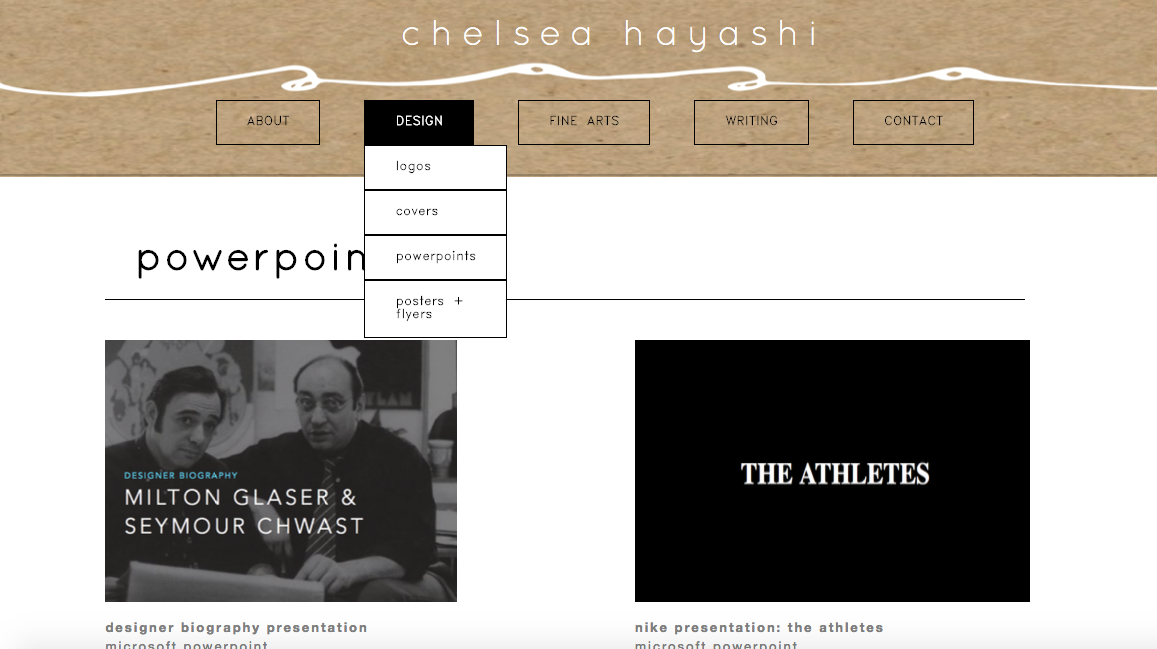 chelsea hayashi
ABOUT
DESIGN
FINE ARTS
WRITING
CONTACT
logos
covers
powerpoints
posters +
flyers
powerpoin
DESIGNER BIOGRAPHY
MILTON GLASER &
SEYMOUR CHWAST
THE ATHLETES
designer biography presentation
microsoft powerpoint
nike presentation: the athletes
microsoft powerpoint